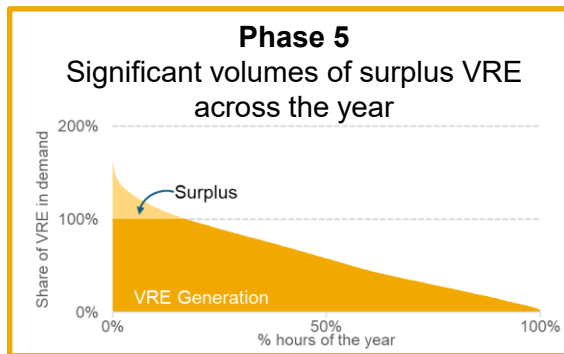 Phase 5
Significant volumes of surplus VRE
across the year
Share of VRE in demand
200%
100%
0%
Surplus
VRE Generation
0%
50%
100%
% hours of the year